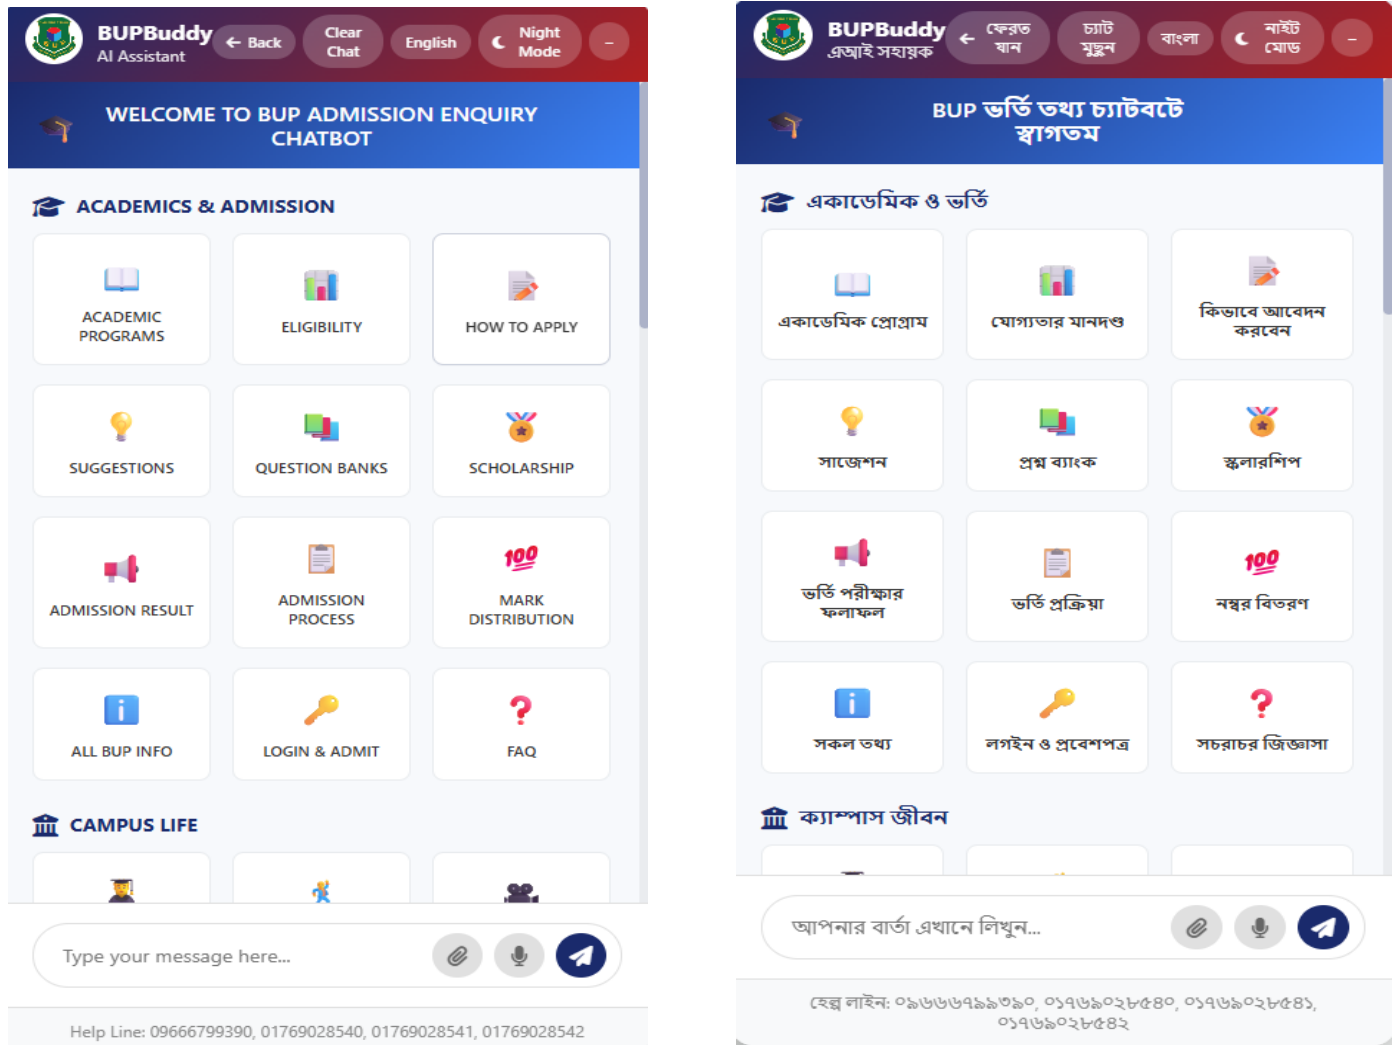 BUPBuddy
AI Assistant
← Back
Clear
Chat
English
Night
Mode
–
WELCOME TO BUP ADMISSION ENQUIRY
CHATBOT
ACADEMICS & ADMISSION
ACADEMIC
PROGRAMS
ELIGIBILITY
HOW TO APPLY
SUGGESTIONS
QUESTION BANKS
SCHOLARSHIP
ADMISSION RESULT
ADMISSION
PROCESS
100
MARK
DISTRIBUTION
ALL BUP INFO
LOGIN & ADMIT
FAQ
CAMPUS LIFE
Type your message here...
Help Line: 09666799390, 01769028540, 01769028541, 01769028542
BUPBuddy
এআই সহায়ক
← ফেরত
যান
চ্যাট
মুছুন
বাংলা
নাইট
মোড
–
BUP ভর্তি তথ্য চ্যাটবটে
স্বাগতম
একাডেমিক ও ভর্তি
একাডেমিক প্রোগ্রাম
যোগ্যতার মানদণ্ড
কিভাবে আবেদন
করবেন
সাজেশন
প্রশ্ন ব্যাংক
স্কলারশিপ
ভর্তি পরীক্ষার
ফলাফল
ভর্তি প্রক্রিয়া
100
নম্বর বিতরণ
সকল তথ্য
লগইন ও প্রবেশপত্র
সচরাচর জিজ্ঞাসা
ক্যাম্পাস জীবন
আপনার বার্তা এখানে লিখুন...
হেল্প লাইন: ০৯৬৬৬৭৯৯৩৯০, ০১৭৬৯০২৮৫৪০, ০১৭৬৯০২৮৫৪১,
০১৭৬৯০২৮৫৪২